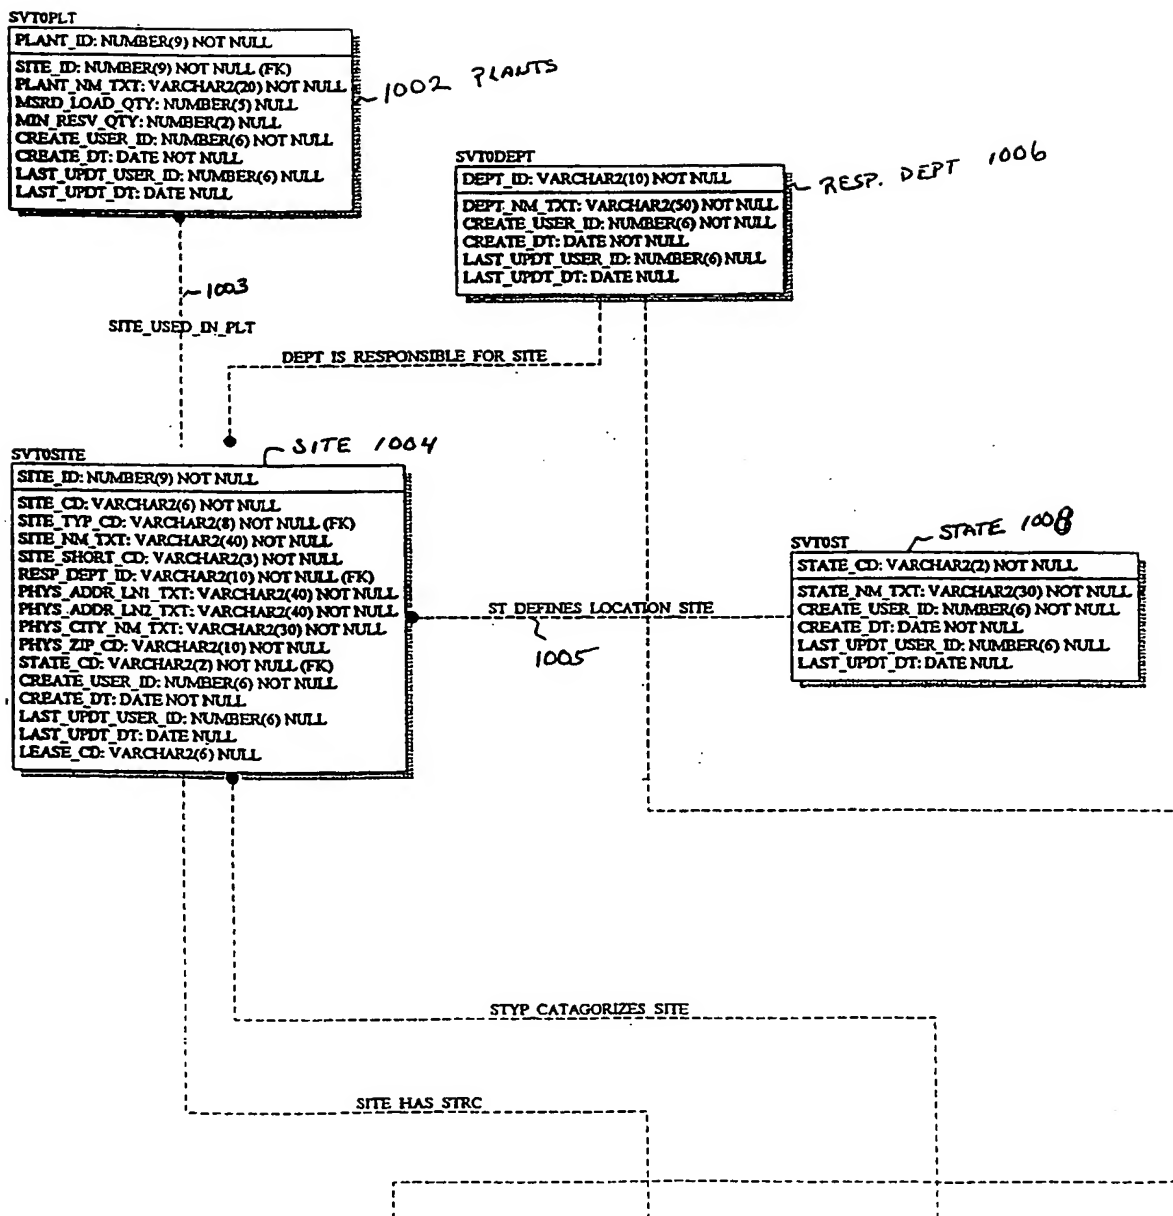 SVT0PLT
PLANT_ID: NUMBER(9) NOT NULL
SITE_ID: NUMBER(9) NOT NULL (FK)
PLANT_NM_TXT: VARCHAR2(20) NOT NULL
MSRD_LOAD_QTY: NUMBER(5) NULL
MIN_RESV_QTY: NUMBER(2) NULL
CREATE_USER_ID: NUMBER(6) NOT NULL
CREATE_DT: DATE NOT NULL
LAST_UPDT_USER_ID: NUMBER(6) NULL
LAST_UPDT_DT: DATE NULL
1002 PLANTS
SVT0DEPT
DEPT_ID: VARCHAR2(10) NOT NULL
DEPT_NM_TXT: VARCHAR2(50) NOT NULL
CREATE_USER_ID: NUMBER(6) NOT NULL
CREATE_DT: DATE NOT NULL
LAST_UPDT_USER_ID: NUMBER(6) NULL
LAST_UPDT_DT: DATE NULL
RESP. DEPT 1006
1003
SITE_USED_IN_PLT
DEPT IS RESPONSIBLE FOR SITE
SITE 1004
SVT0SITE
SITE_ID: NUMBER(9) NOT NULL
SITE_CD: VARCHAR2(6) NOT NULL
SITE_TYP_CD: VARCHAR2(8) NOT NULL (FK)
SITE_NM_TXT: VARCHAR2(40) NOT NULL
SITE_SHORT_CD: VARCHAR2(3) NOT NULL
RESP_DEPT_ID: VARCHAR2(10) NOT NULL (FK)
PHYS_ADDR_LN1_TXT: VARCHAR2(40) NOT NULL
PHYS_ADDR_LN2_TXT: VARCHAR2(40) NOT NULL
PHYS_CITY_NM_TXT: VARCHAR2(30) NOT NULL
PHYS_ZIP_CD: VARCHAR2(10) NOT NULL
STATE_CD: VARCHAR2(2) NOT NULL (FK)
CREATE_USER_ID: NUMBER(6) NOT NULL
CREATE_DT: DATE NOT NULL
LAST_UPDT_USER_ID: NUMBER(6) NULL
LAST_UPDT_DT: DATE NULL
LEASE_CD: VARCHAR2(6) NULL
ST DEFINES LOCATION SITE
1005
STATE 1008
SVT0ST
STATE_CD: VARCHAR2(2) NOT NULL
STATE_NM_TXT: VARCHAR2(30) NOT NULL
CREATE_USER_ID: NUMBER(6) NOT NULL
CREATE_DT: DATE NOT NULL
LAST_UPDT_USER_ID: NUMBER(6) NULL
LAST_UPDT_DT: DATE NULL
STYP CATAGORIZES SITE
SITE HAS STRC